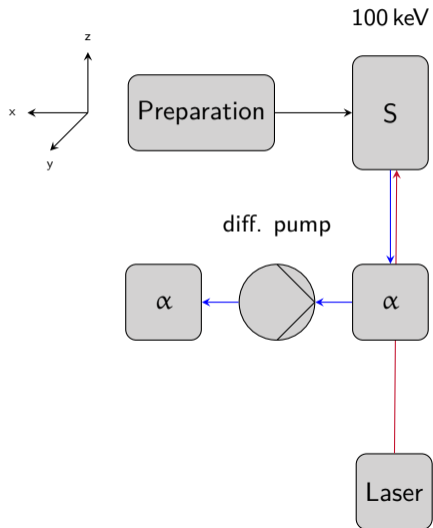 100 keV
z
x
y
Preparation
S
diff. pump
α
α
Laser